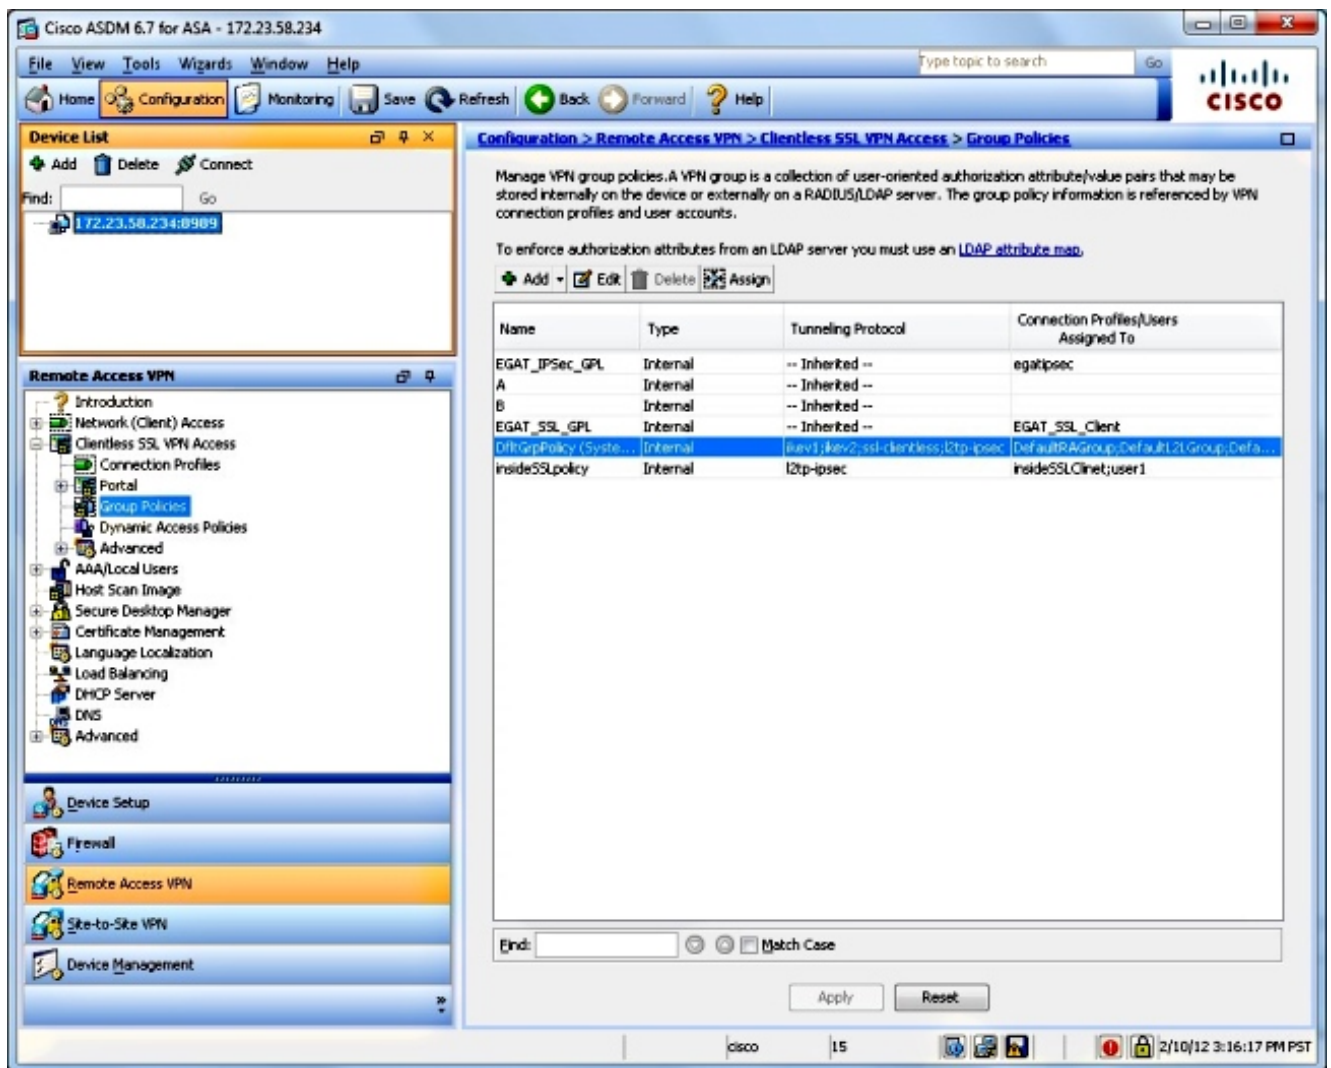 Cisco ASDM 6.7 for ASA - 172.23.58.234
File View Tools Wizards Window Help
Type topic to search Go
Home Configuration Monitoring Save Refresh Back Forward Help
CISCO
Device List
Add Delete Connect
Find: Go
172.23.58.234:8989
Remote Access VPN
Introduction
Network (Client) Access
Clientless SSL VPN Access
Connection Profiles
Portal
Group Policies
Dynamic Access Policies
Advanced
AAA/Local Users
Host Scan Image
Secure Desktop Manager
Certificate Management
Language Localization
Load Balancing
DHCP Server
DNS
Advanced
Device Setup
Firewall
Remote Access VPN
Site-to-Site VPN
Device Management
Configuration > Remote Access VPN > Clientless SSL VPN Access > Group Policies
Manage VPN group policies.A VPN group is a collection of user-oriented authorization attribute/value pairs that may be
stored internally on the device or externally on a RADIUS/LDAP server. The group policy information is referenced by VPN
connection profiles and user accounts.
To enforce authorization attributes from an LDAP server you must use an LDAP attribute map.
Add Edit Delete Assign
Name Type Tunneling Protocol Connection Profiles/Users Assigned To
EGAT_IPSec_GPL Internal -- Inherited -- egatipsec
A Internal -- Inherited --
B Internal -- Inherited --
EGAT_SSL_GPL Internal -- Inherited -- EGAT_SSL_Client
DfltGrpPolicy (Syste... Internal ikev1;ikev2;ssl-clientless;l2tp-ipsec DefaultRAGroup;DefaultL2LGroup;Defa...
insideSSLpolicy Internal l2tp-ipsec insideSSLClinet;user1
Find: Match Case
Apply Reset
cisco 15 2/10/12 3:16:17 PM PST